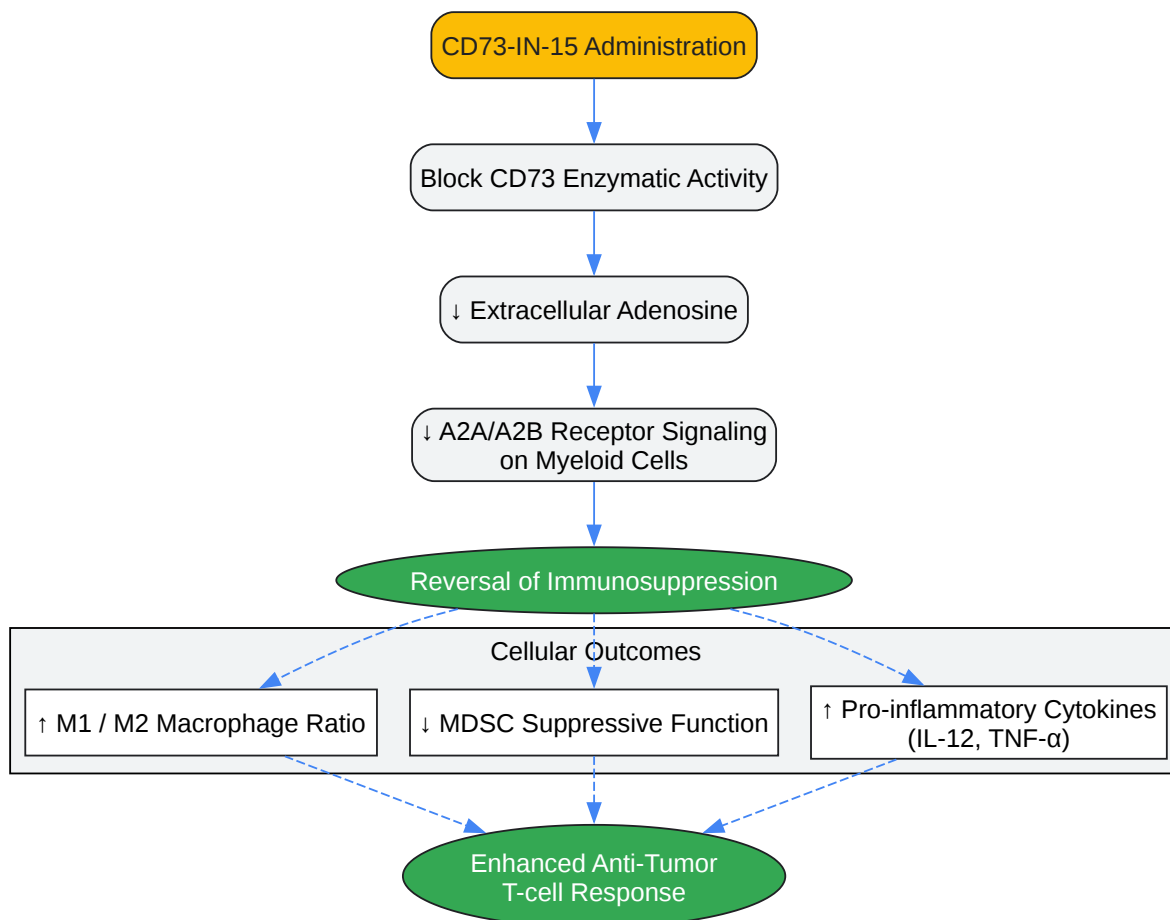 CD73-IN-15 Administration
Block CD73 Enzymatic Activity
↓ Extracellular Adenosine
↓ A2A/A2B Receptor Signaling
on Myeloid Cells
Reversal of Immunosuppression
Cellular Outcomes
↑ M1 / M2 Macrophage Ratio
↓ MDSC Suppressive Function
↑ Pro-inflammatory Cytokines
(IL-12, TNF-α)
Enhanced Anti-Tumor
T-cell Response